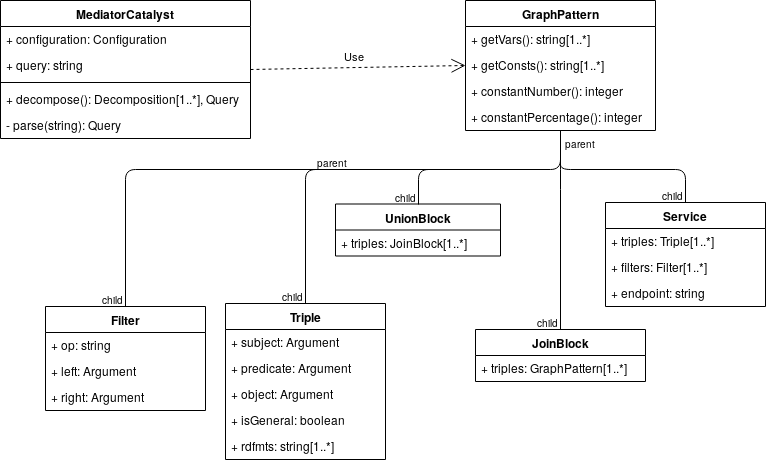 MediatorCatalyst
+ configuration: Configuration
+ query: string
+ decompose(): Decomposition[1..*], Query
- parse(string): Query
Use
GraphPattern
+ getVars(): string[1..*]
+ getConsts(): string[1..*]
+ constantNumber(): integer
+ constantPercentage(): integer
parent
parent
child
UnionBlock
+ triples: JoinBlock[1..*]
child
Service
+ triples: Triple[1..*]
+ filters: Filter[1..*]
+ endpoint: string
child
Filter
+ op: string
+ left: Argument
+ right: Argument
child
Triple
+ subject: Argument
+ predicate: Argument
+ object: Argument
+ isGeneral: boolean
+ rdfmts: string[1..*]
child
JoinBlock
+ triples: GraphPattern[1..*]